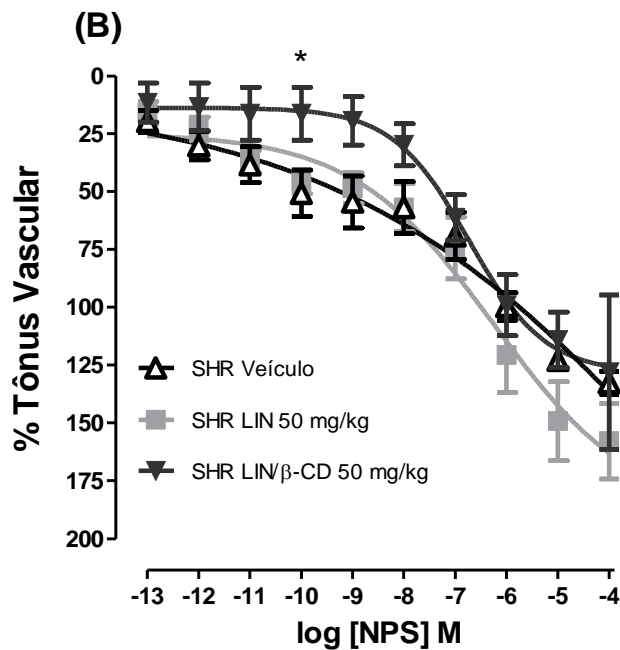 (B)
*
0
25
50
75
100
125
150
175
200
% Tônus Vascular
SHR Veículo
SHR LIN 50 mg/kg
SHR LIN/β-CD 50 mg/kg
-13 -12 -11 -10 -9 -8 -7 -6 -5 -4
log [NPS] M